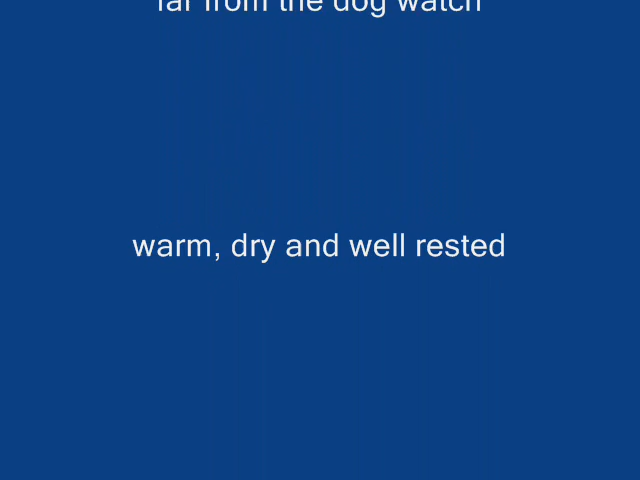 far from the dog watch
warm, dry and well rested